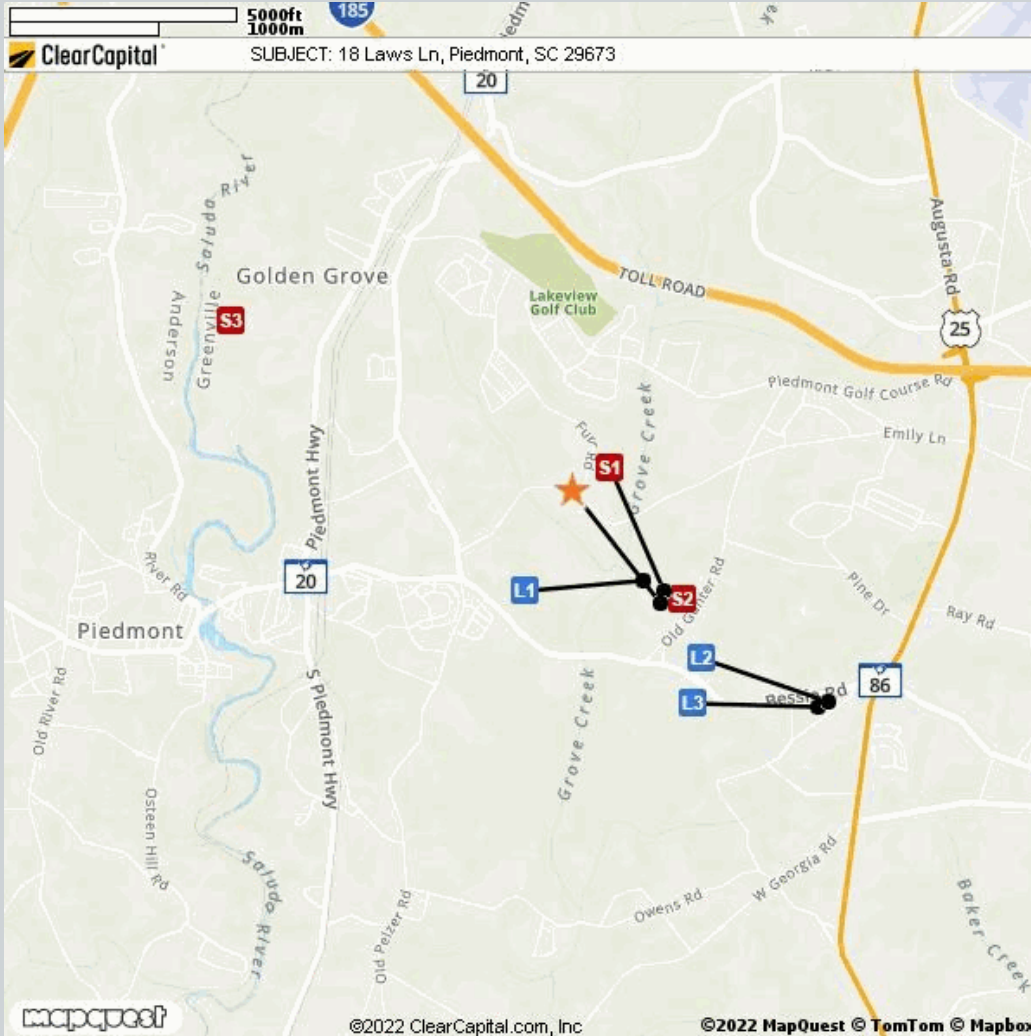 5000ft
1000m
185
ClearCapital
SUBJECT: 18 Laws Ln, Piedmont, SC 29673
20
Saluda River
Augusta Rd
Golden Grove
TOLL ROAD
Anderson
Greenville
S3
Lakeview
Golf Club
25
Piedmont Golf Course Rd
Emily Ln
Grove Creek
Piedmont Hwy
S1
20
L1
S2
River Rd
Piedmont
Pine Dr
Ray Rd
L2
86
L3
Old River Rd
S Piedmont Hwy
Grove Creek
Osteen Hill Rd
Saluda River
Old Pelzer Rd
Owens Rd
W Georgia Rd
Baker Creek
mapquest
©2022 ClearCapital.com, Inc
©2022 MapQuest © TomTom © Mapbox